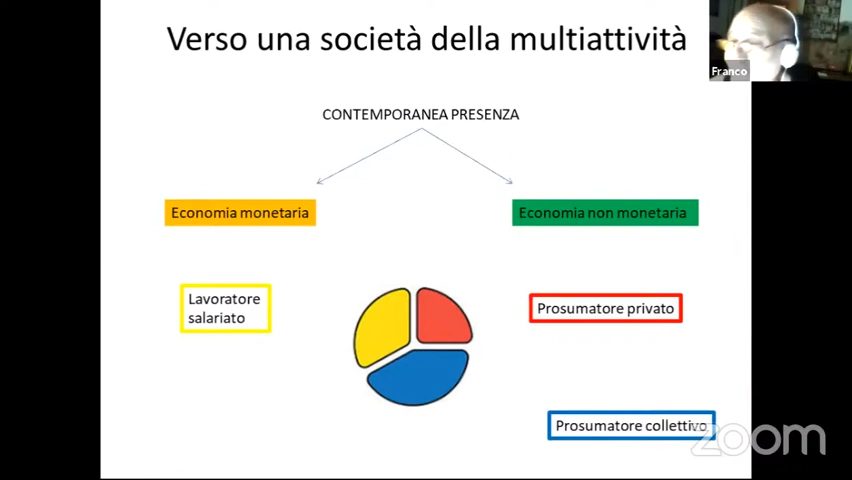 Verso una società della multiattività
Franco
CONTEMPORANEA PRESENZA
Economia monetaria
Economia non monetaria
Lavoratore
salariato
Prosumatore privato
Prosumatore collettivo
zoom